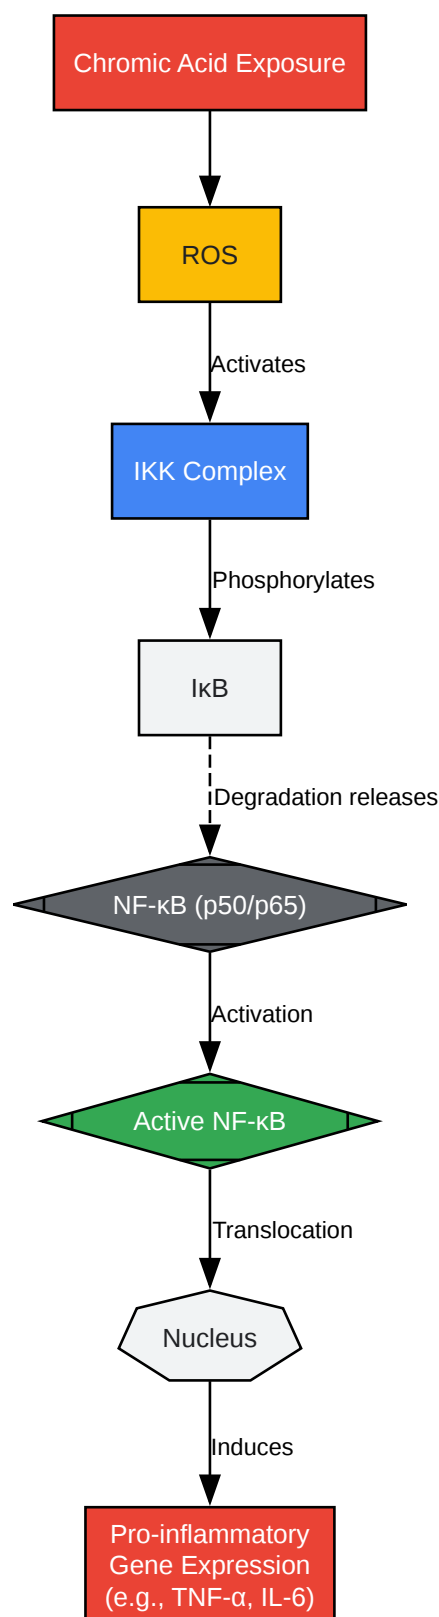 Chromic Acid Exposure
ROS
Activates
IKK Complex
Phosphorylates
IκB
Degradation releases
NF-κB (p50/p65)
Activation
Active NF-κB
Translocation
Nucleus
Induces
Pro-inflammatory
Gene Expression
(e.g., TNF-α, IL-6)